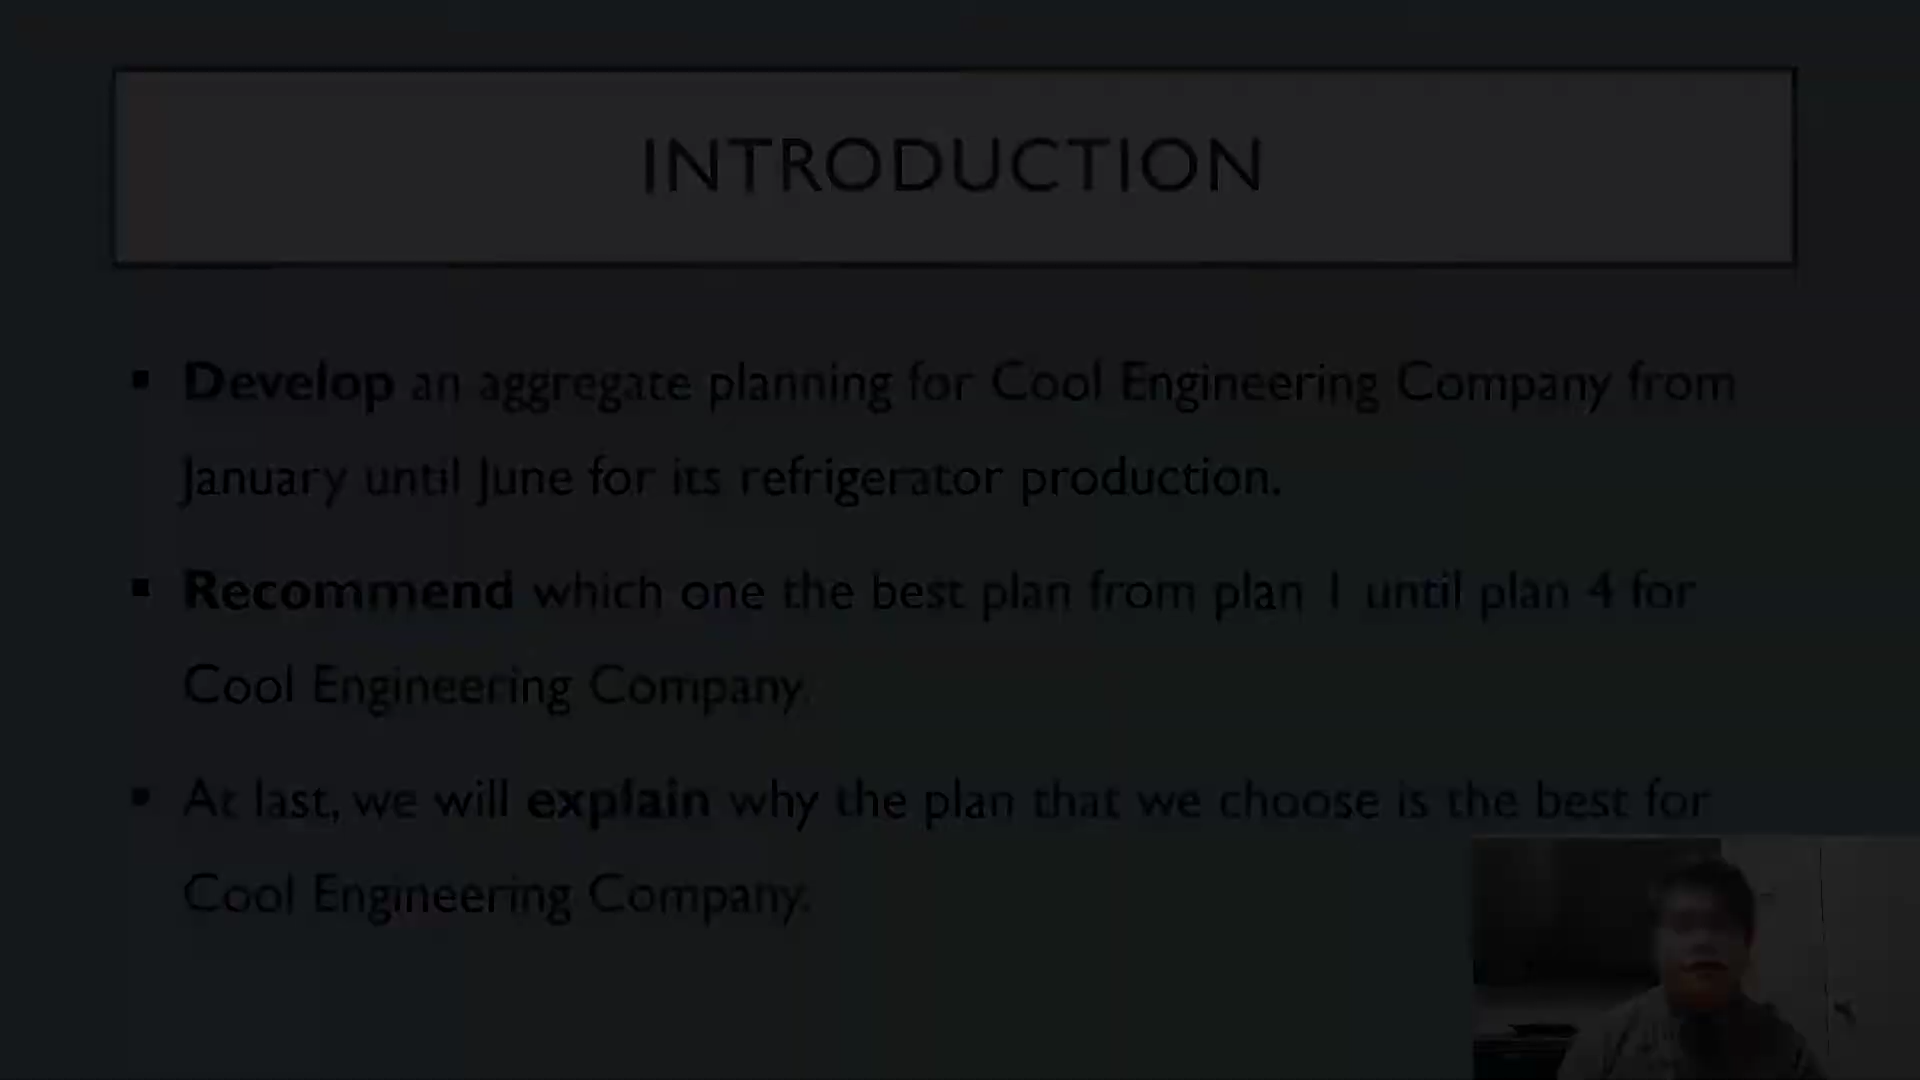 INTRODUCTION
▪ Develop an aggregate planning for Cool Engineering Company from
January until June for its refrigerator production.
▪ Recommend which one the best plan from plan 1 until plan 4 for
Cool Engineering Company.
▪ At last, we will explain why the plan that we choose is the best for
Cool Engineering Company.